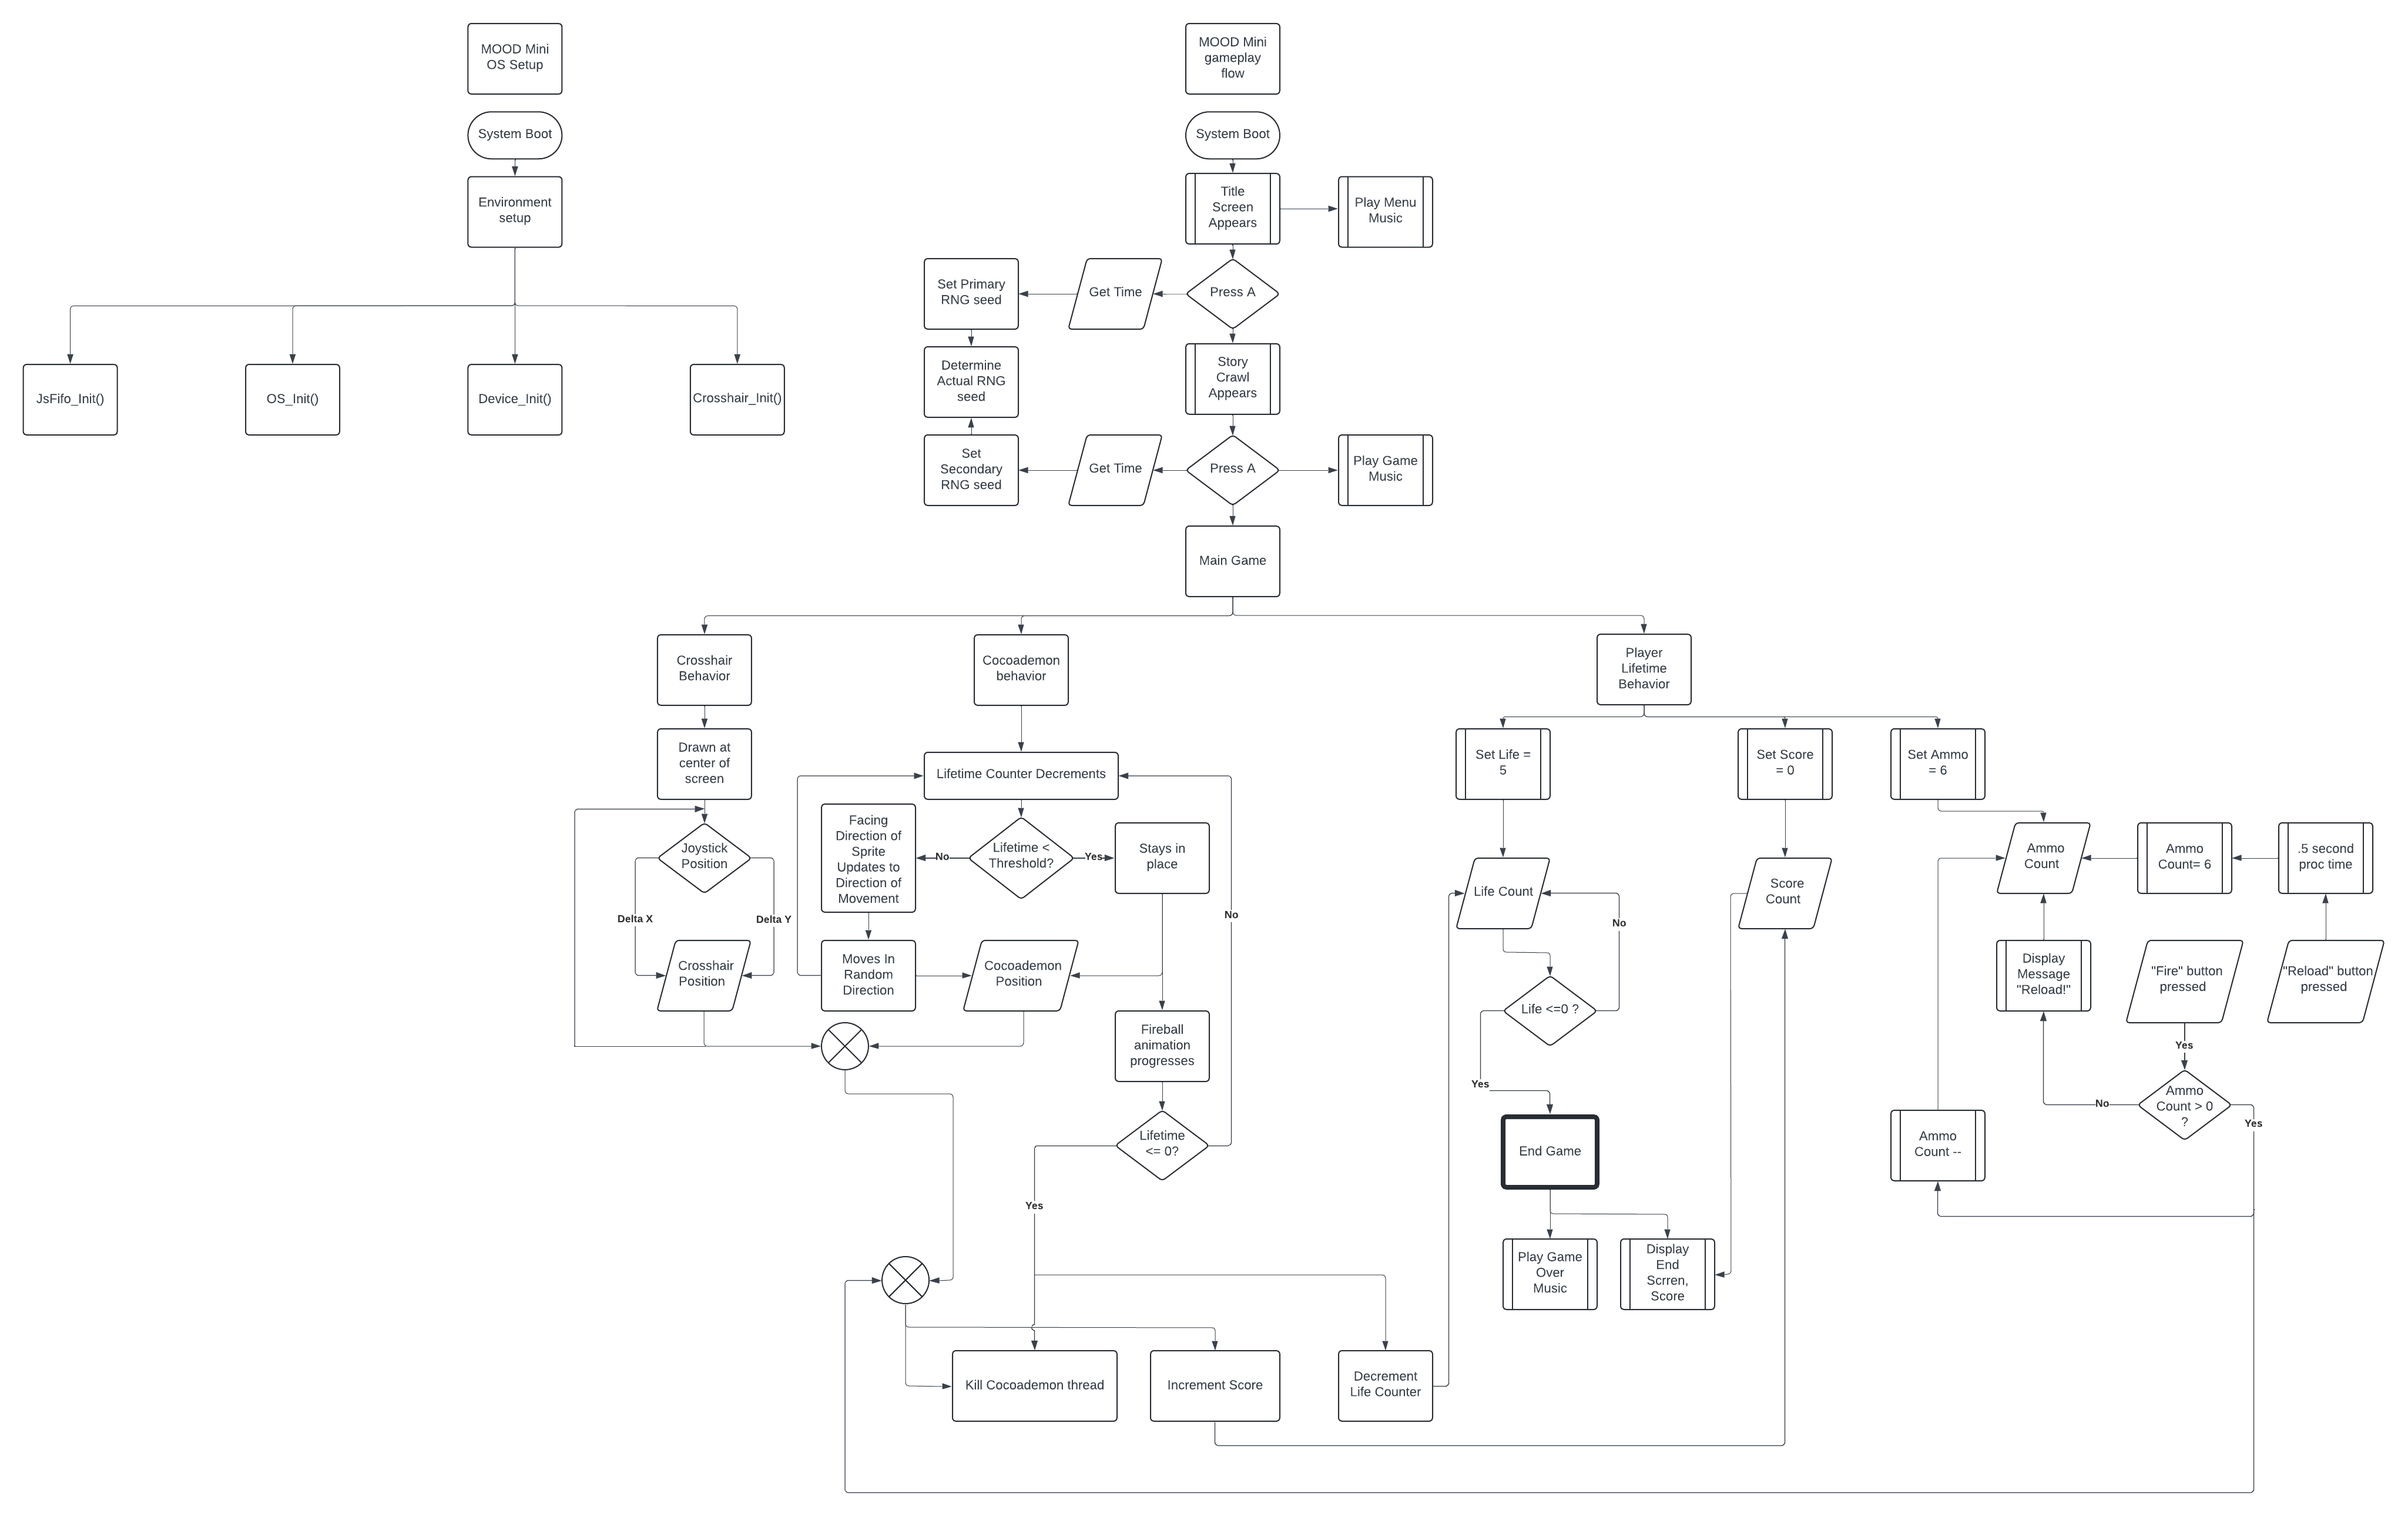 MOOD Mini
OS Setup
System Boot
Environment
setup
JsFifo_Init()
OS_Init()
Device_Init()
Crosshair_Init()
MOOD Mini
gameplay
flow
System Boot
Title
Screen
Appears
Play Menu
Music
Press A
Get Time
Set Primary
RNG seed
Determine
Actual RNG
seed
Story
Crawl
Appears
Set
Secondary
RNG seed
Get Time
Press A
Play Game
Music
Main Game
Crosshair
Behavior
Drawn at
center of
screen
Joystick
Position
Delta X
Delta Y
Crosshair
Position
Cocoademon
behavior
Lifetime Counter Decrements
Lifetime <
Threshold?
No
Yes
Facing
Direction of
Sprite
Updates to
Direction of
Movement
Stays in
place
Moves In
Random
Direction
Cocoademon
Position
Fireball
animation
progresses
Lifetime
<= 0?
No
Yes
Kill Cocoademon thread
Increment Score
Decrement
Life Counter
Player
Lifetime
Behavior
Set Life =
5
Set Score
= 0
Set Ammo
= 6
Life Count
No
Life <=0 ?
Yes
End Game
Play Game
Over
Music
Display
End
Scrren,
Score
Score
Count
Ammo
Count
Ammo
Count= 6
.5 second
proc time
Display
Message
"Reload!"
"Fire" button
pressed
"Reload" button
pressed
Yes
Ammo
Count > 0
?
No
Yes
Ammo
Count --